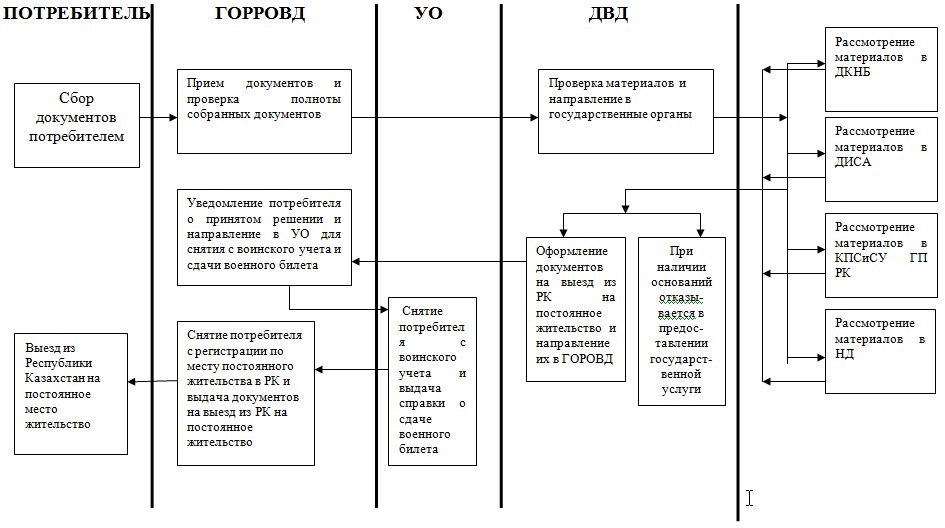 ПОТРЕБИТЕЛЬ
ГОРРОВД
УО
ДВД
Сбор
документов
потребителем
Прием документов и
проверка полноты
собранных документов
Проверка материалов и
направление в
государственные органы
Рассмотрение
материалов в
ДКНБ
Рассмотрение
материалов в
ДИСА
Рассмотрение
материалов в
КПСиСУ ГП
РК
Рассмотрение
материалов в
НД
Уведомление потребителя
о принятом решении и
направление в УО для
снятия с воинского учета и
сдачи военного билета
Оформление
документов
на выезд из
РК на
постоянное
жительство и
направление
их в ГОРОВД
При
наличии
оснований
отказы-
вается в
предос-
тавлении
государст-
венной
услуги
Снятие
потребител
я с
воинского
учета и
выдача
справки о
сдаче
военного
билета
Снятие потребителя
с регистрации по
месту постоянного
жительства в РК и
выдача документов
на выезд из РК на
постоянное
жительство
Выезд из
Республики
Казахстан на
постоянное
место
жительство